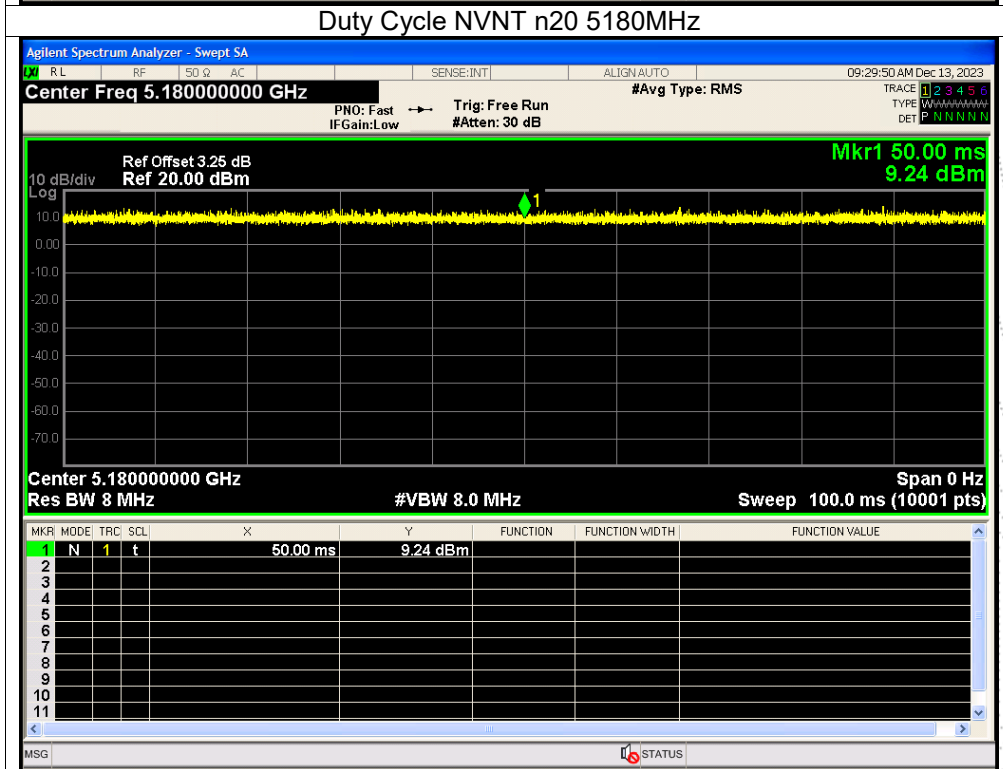 Duty Cycle NVNT n20 5180MHz
Agilent Spectrum Analyzer - Swept SA
LXI RL RF 50 Ω AC SENSE:INT ALIGN AUTO 09:29:50 AM Dec 13, 2023
Center Freq 5.180000000 GHz #Avg Type: RMS TRACE 1 2 3 4 5 6
PNO: Fast Trig: Free Run TYPE WWWWWW
IFGain:Low #Atten: 30 dB DET P N N N N N
Mkr1 50.00 ms
Ref Offset 3.25 dB
10 dB/div Ref 20.00 dBm 9.24 dBm
Log
1
10.0
0.00
-10.0
-20.0
-30.0
-40.0
-50.0
-60.0
-70.0
Center 5.180000000 GHz Span 0 Hz
Res BW 8 MHz #VBW 8.0 MHz Sweep 100.0 ms (10001 pts)
MKR MODE TRC SCL X Y FUNCTION FUNCTION WIDTH FUNCTION VALUE
1 N 1 t 50.00 ms 9.24 dBm
2
3
4
5
6
7
8
9
10
11
MSG STATUS